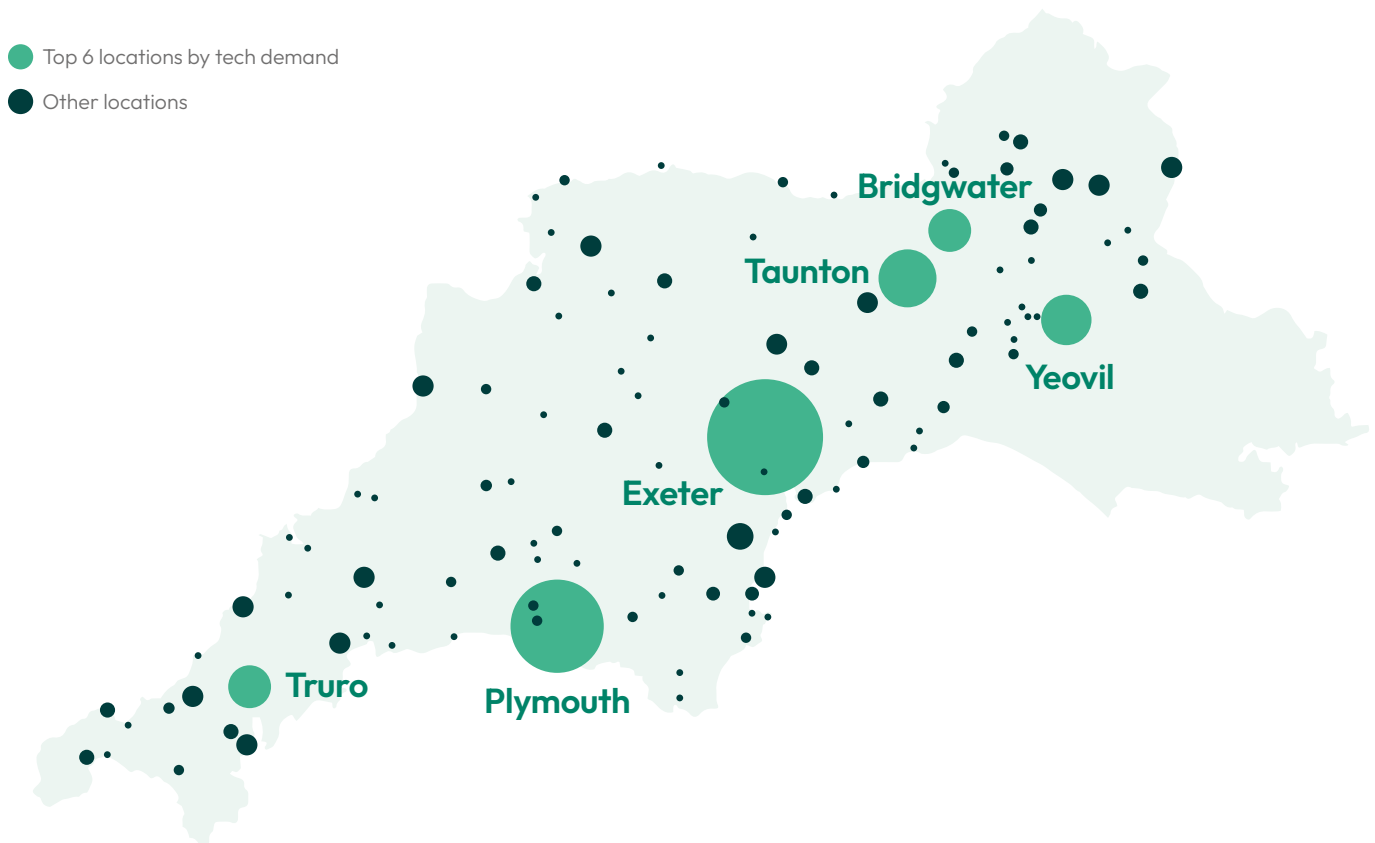 Top 6 locations by tech demand
Other locations
Bridgwater
Taunton
Yeovil
Exeter
Truro
Plymouth